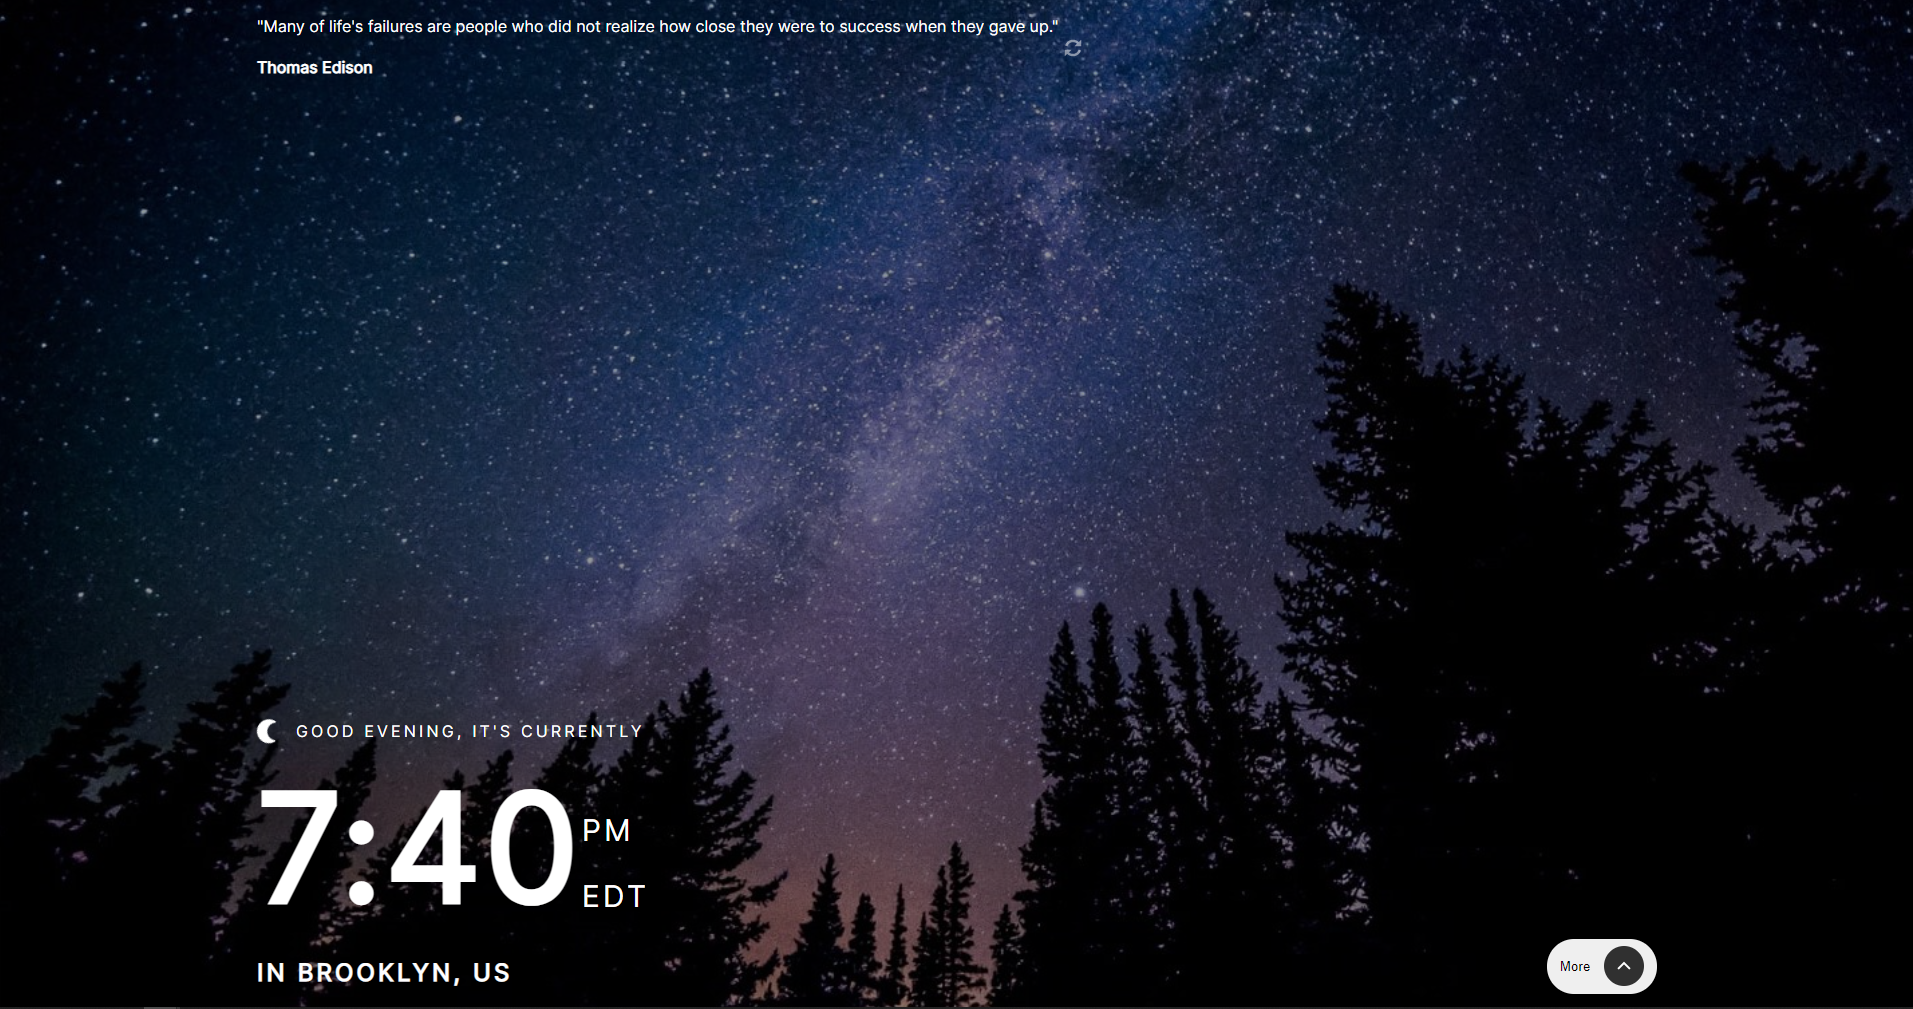 "Many of life's failures are people who did not realize how close they were to success when they gave up."
Thomas Edison
GOOD EVENING, IT'S CURRENTLY
7:40 PM
EDT
IN BROOKLYN, US
More